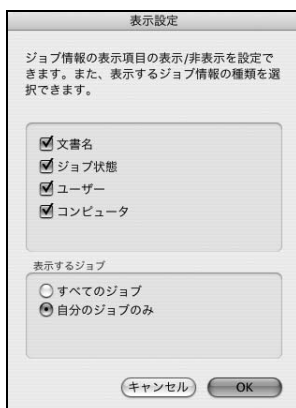 表示設定
ジョブ情報の表示項目の表示/非表示を設定で
きます。また、表示するジョブ情報の種類を選
択できます。
文書名
ジョブ状態
ユーザー
コンピュータ
表示するジョブ
すべてのジョブ
自分のジョブのみ
キャンセル
OK